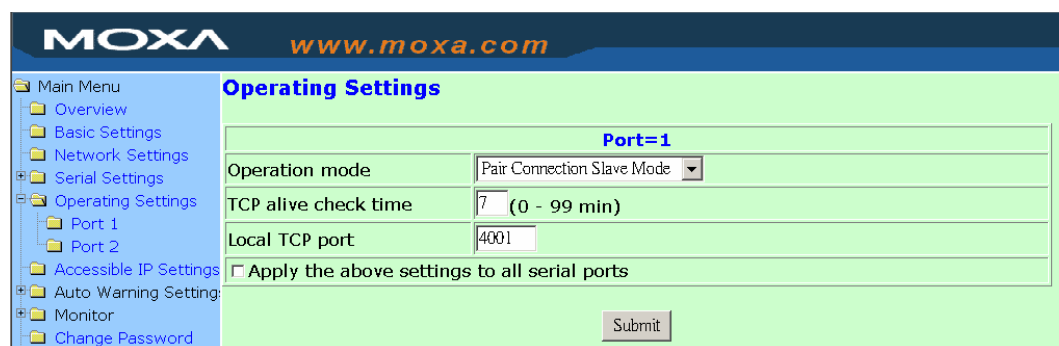 MOXA
www.moxa.com
Main Menu
Overview
Basic Settings
Network Settings
Serial Settings
Operating Settings
Port 1
Port 2
Accessible IP Settings
Auto Warning Setting
Monitor
Change Password
Operating Settings
Port=1
Operation mode
Pair Connection Slave Mode
TCP alive check time
7 (0 - 99 min)
Local TCP port
4001
Apply the above settings to all serial ports
Submit